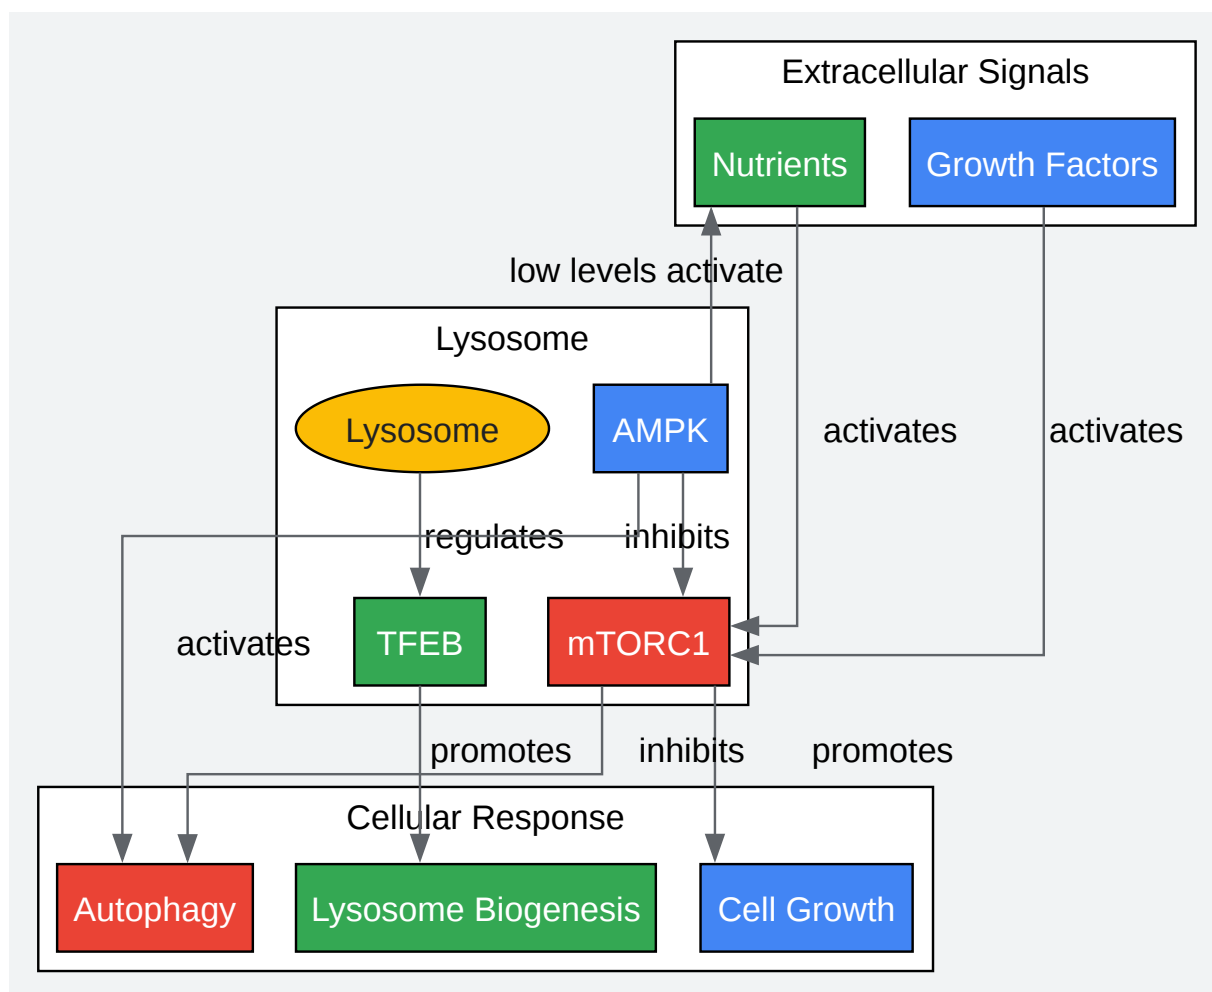 Extracellular Signals
Nutrients
Growth Factors
low levels activate
Lysosome
Lysosome
AMPK
activates
activates
regulates
inhibits
activates
TFEB
mTORC1
promotes
inhibits
promotes
Cellular Response
Autophagy
Lysosome Biogenesis
Cell Growth